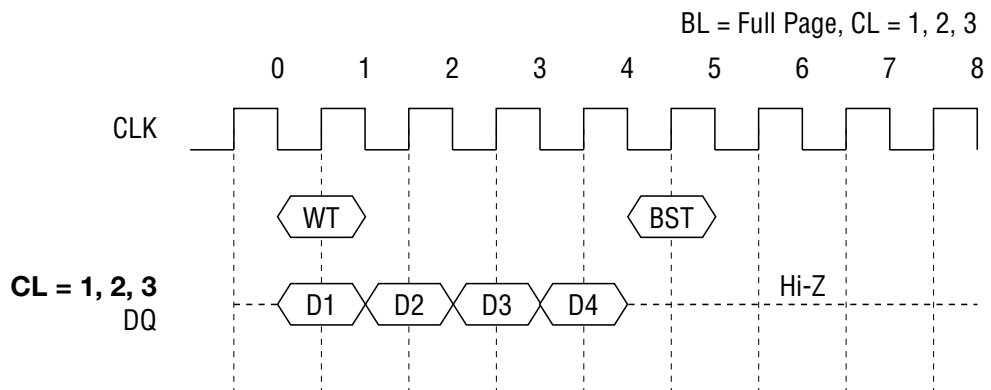 BL = Full Page, CL = 1, 2, 3
0 1 2 3 4 5 6 7 8
CLK
WT BST
CL = 1, 2, 3
D1 D2 D3 D4 Hi-Z
DQ